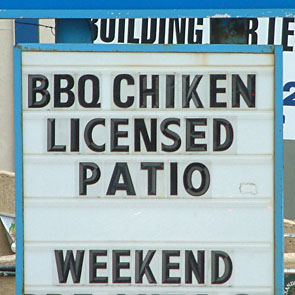 BUILDING
BBQ CHIKEN
LICENSED
PATIO
WEEKEND